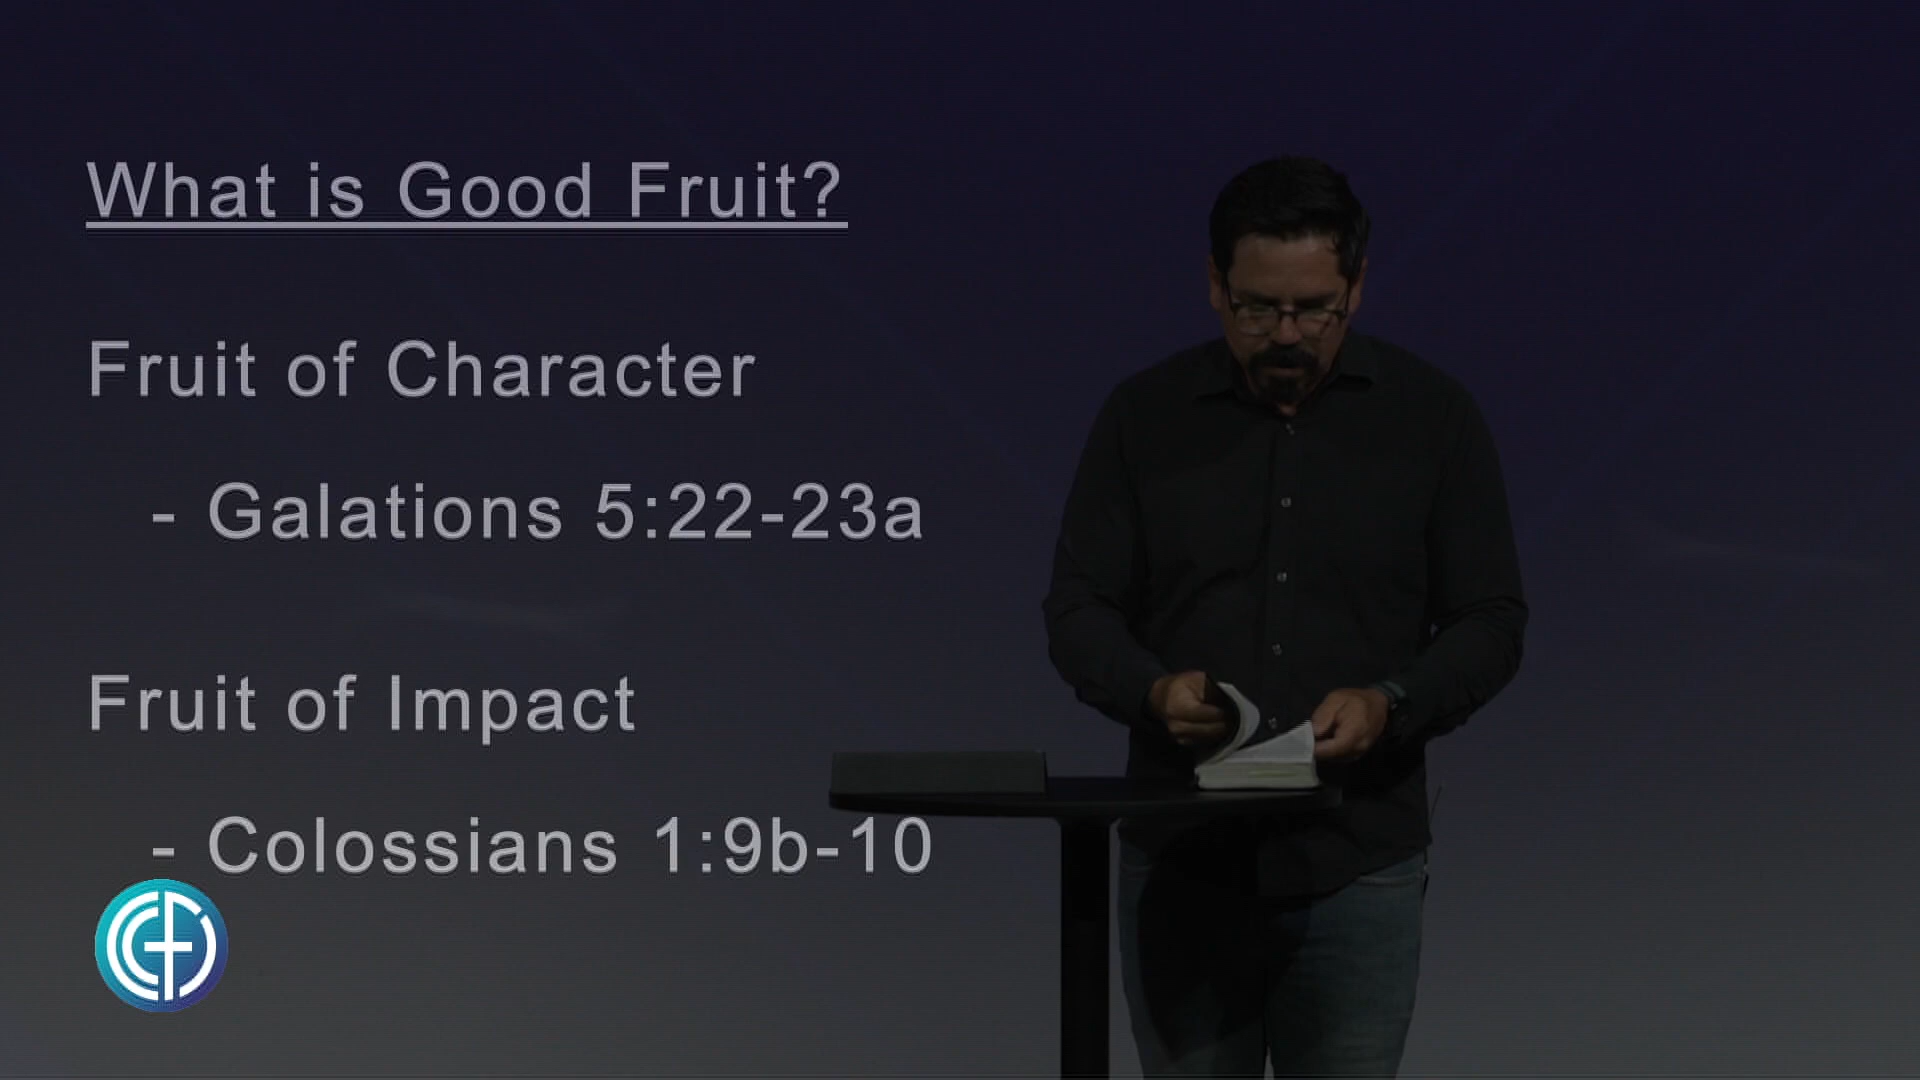 What is Good Fruit?
Fruit of Character
- Galations 5:22-23a
Fruit of Impact
- Colossians 1:9b-10